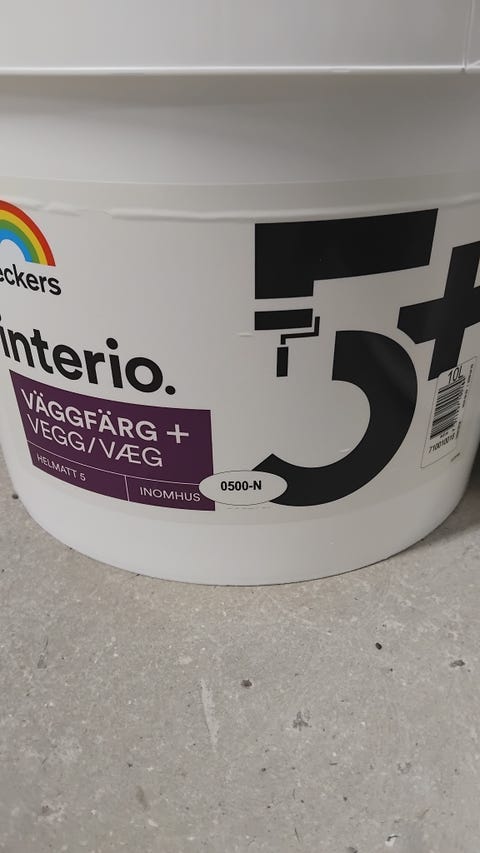 eckers
interio.
VÄGGFÄRG +
VEGG/VÆG
HELMATT 5
INOMHUS
0500-N
5+
10L